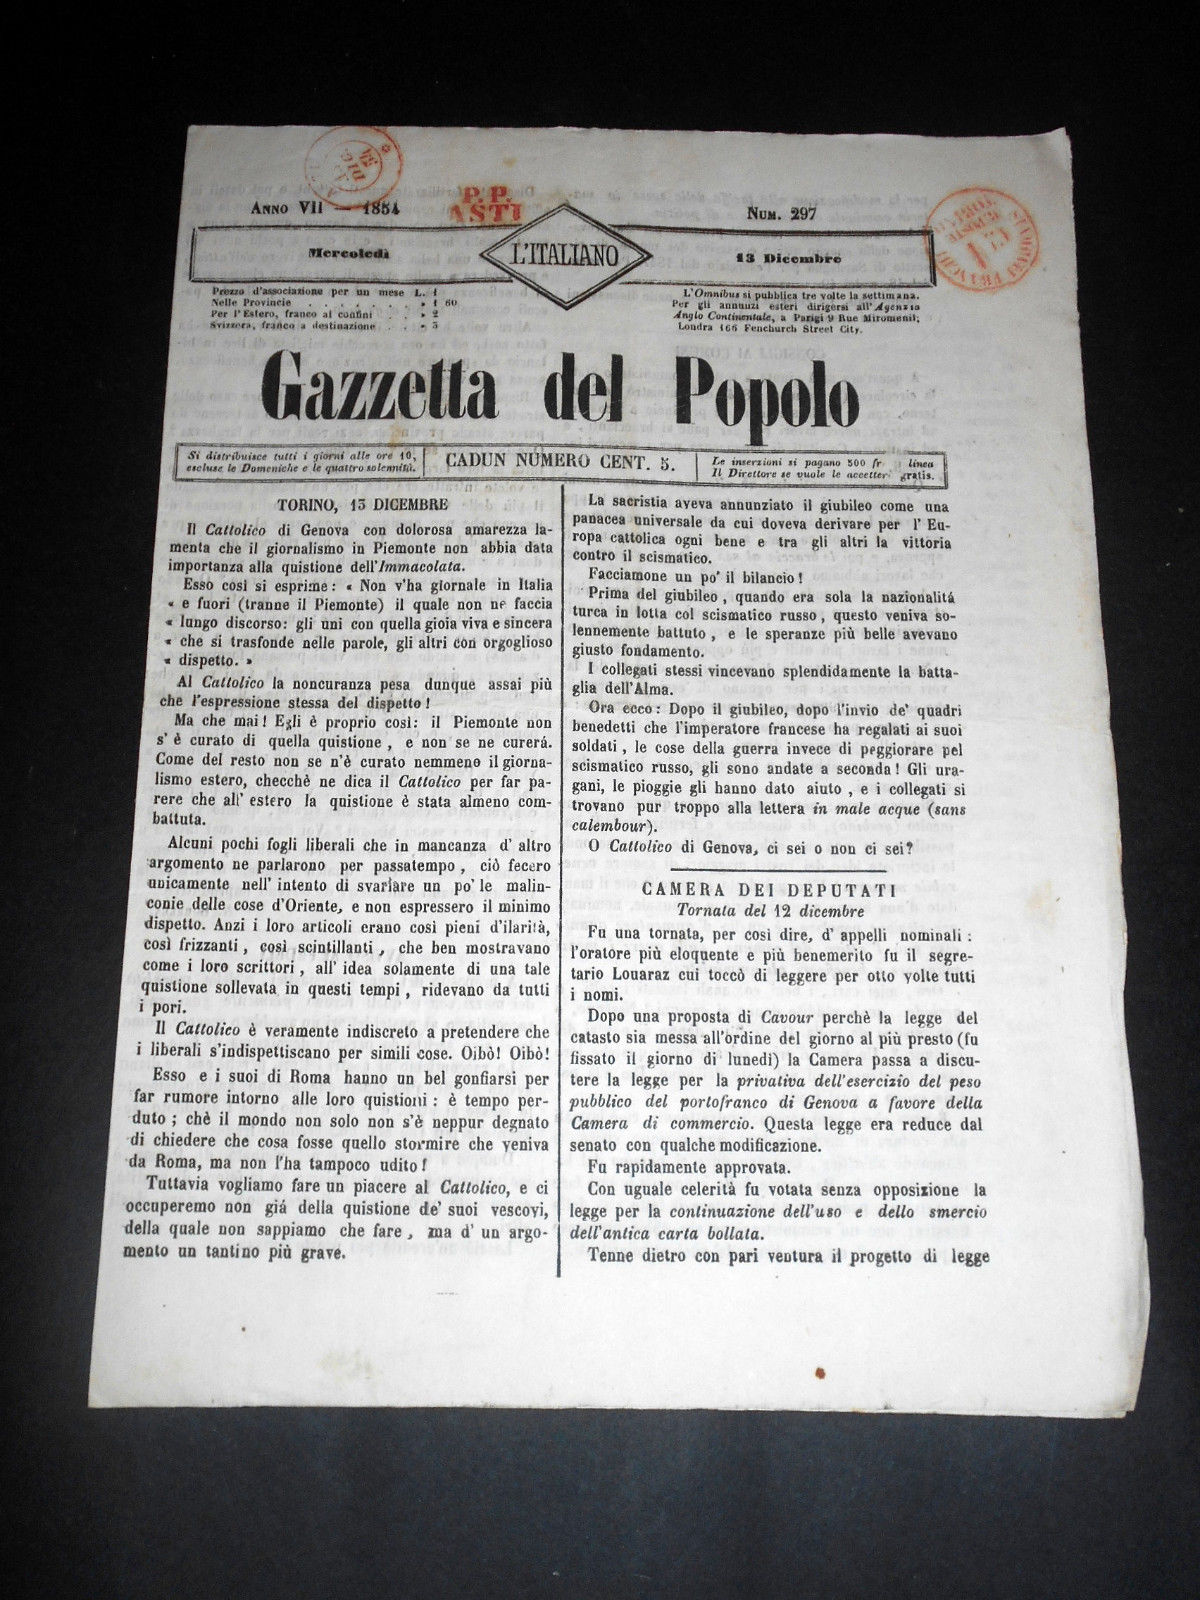 P.P.
ASTI
ANNO VII — 1854
NUM. 297
Mercoledì
L'ITALIANO
13 Dicembre
Prezzo d'associazione per un mese L. 1
Nelle Provincie . . . . . . . » 1 60
Per l'Estero, franco ai confini . . » 2
Svizzera, franco a destinazione . . » 3
L'Omnibus si pubblica tre volte la settimana.
Per gli annunzi esteri dirigersi all'Agenzia
Anglo Continentale, a Parigi 9 Rue Miromenil;
Londra 166 Fenchurch Street City.
Gazzetta del Popolo
Si distribuisce tutti i giorni alle ore 10,
escluse le Domeniche e le quattro solennità.
CADUN NUMERO CENT. 5.
Le inserzioni si pagano 500 fr linea
Il Direttore se vuole le accetter gratis.
TORINO, 13 DICEMBRE
Il Cattolico di Genova con dolorosa amarezza la-
menta che il giornalismo in Piemonte non abbia data
importanza alla quistione dell'Immacolata.
Esso così si esprime: « Non v'ha giornale in Italia
« e fuori (tranne il Piemonte) il quale non ne faccia
« lungo discorso: gli uni con quella gioia viva e sincera
« che si trasfonde nelle parole, gli altri con orgoglioso
« dispetto. »
Al Cattolico la noncuranza pesa dunque assai più
che l'espressione stessa del dispetto!
Ma che mai! Egli è proprio così: il Piemonte non
s' è curato di quella quistione, e non se ne curerá.
Come del resto non se n'è curato nemmeno il giorna-
lismo estero, checchè ne dica il Cattolico per far pa-
rere che all' estero la quistione è stata almeno com-
battuta.
Alcuni pochi fogli liberali che in mancanza d' altro
argomento ne parlarono per passatempo, ciò fecero
unicamente nell' intento di svariare un po' le malin-
conie delle cose d'Oriente, e non espressero il minimo
dispetto. Anzi i loro articoli erano così pieni d'ilarità,
così frizzanti, così scintillanti, che ben mostravano
come i loro scrittori, all' idea solamente di una tale
quistione sollevata in questi tempi, ridevano da tutti
i pori.
Il Cattolico è veramente indiscreto a pretendere che
i liberali s'indispettiscano per simili cose. Oibò! Oibò!
Esso e i suoi di Roma hanno un bel gonfiarsi per
far rumore intorno alle loro quistioni: è tempo per-
duto; chè il mondo non solo non s'è neppur degnato
di chiedere che cosa fosse quello stormire che veniva
da Roma, ma non l'ha tampoco udito!
Tuttavia vogliamo fare un piacere al Cattolico, e ci
occuperemo non giá della quistione de' suoi vescovi,
della quale non sappiamo che fare, ma d' un argo-
mento un tantino più grave.
La sacristia aveva annunziato il giubileo come una
panacea universale da cui doveva derivare per l' Eu-
ropa cattolica ogni bene e tra gli altri la vittoria
contro il scismatico.
Facciamone un po' il bilancio!
Prima del giubileo, quando era sola la nazionalitá
turca in lotta col scismatico russo, questo veniva so-
lennemente battuto, e le speranze più belle avevano
giusto fondamento.
I collegati stessi vincevano splendidamente la batta-
glia dell'Alma.
Ora ecco: Dopo il giubileo, dopo l'invio de' quadri
benedetti che l'imperatore francese ha regalati ai suoi
soldati, le cose della guerra invece di peggiorare pel
scismatico russo, gli sono andate a seconda! Gli ura-
gani, le pioggie gli hanno dato aiuto, e i collegati si
trovano pur troppo alla lettera in male acque (sans
calembour).
O Cattolico di Genova, ci sei o non ci sei?
CAMERA DEI DEPUTATI
Tornata del 12 dicembre
Fu una tornata, per così dire, d' appelli nominali:
l'oratore più eloquente e più benemerito fu il segre-
tario Louaraz cui toccò di leggere per otto volte tutti
i nomi.
Dopo una proposta di Cavour perchè la legge del
catasto sia messa all'ordine del giorno al più presto (fu
fissato il giorno di lunedì) la Camera passa a discu-
tere la legge per la privativa dell'esercizio del peso
pubblico del portofranco di Genova a favore della
Camera di commercio. Questa legge era reduce dal
senato con qualche modificazione.
Fu rapidamente approvata.
Con uguale celerità fu votata senza opposizione la
legge per la continuazione dell'uso e dello smercio
dell'antica carta bollata.
Tenne dietro con pari ventura il progetto di legge